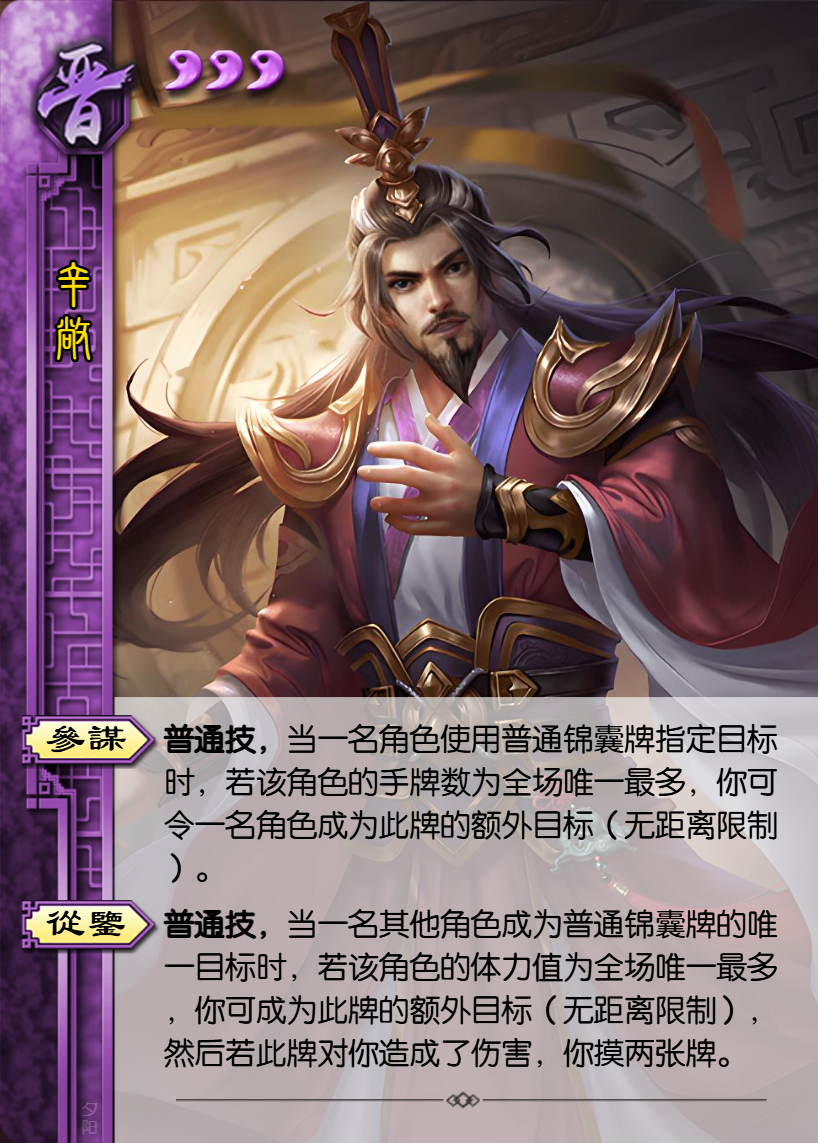 晋
辛敞
參謀
普通技，当一名角色使用普通锦囊牌指定目标
时，若该角色的手牌数为全场唯一最多，你可
令一名角色成为此牌的额外目标（无距离限制
）。
從鑒
普通技，当一名其他角色成为普通锦囊牌的唯
一目标时，若该角色的体力值为全场唯一最多
，你可成为此牌的额外目标（无距离限制），
然后若此牌对你造成了伤害，你摸两张牌。
夕阳